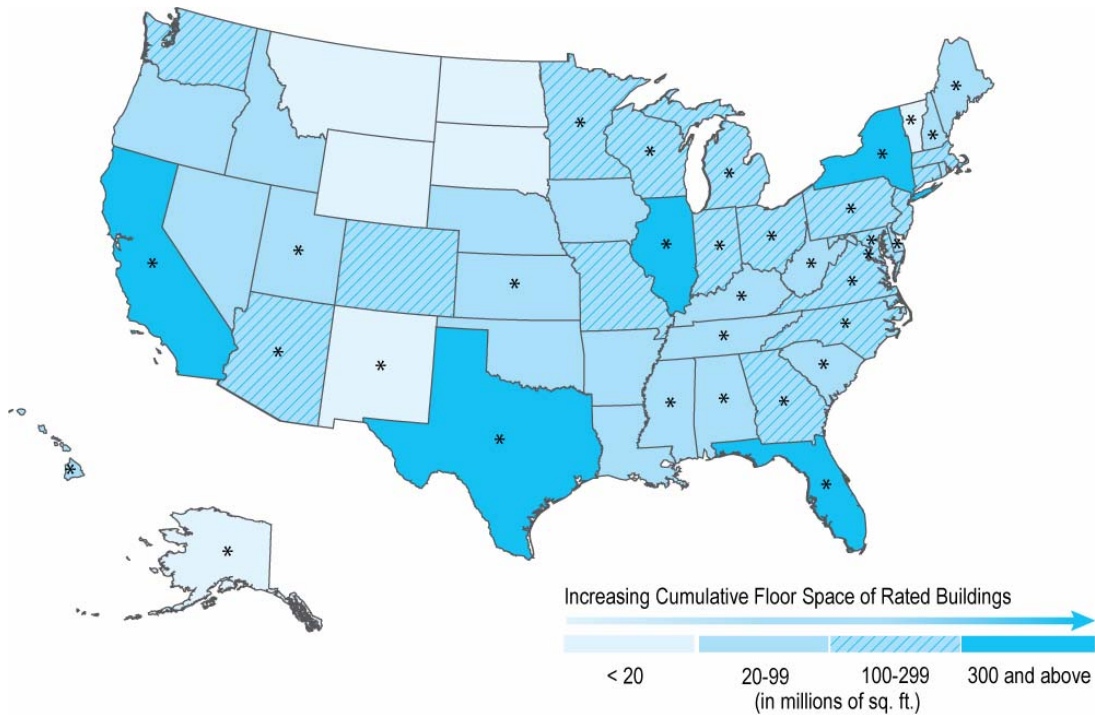 Increasing Cumulative Floor Space of Rated Buildings
< 20
20-99
100-299
300 and above
(in millions of sq. ft.)